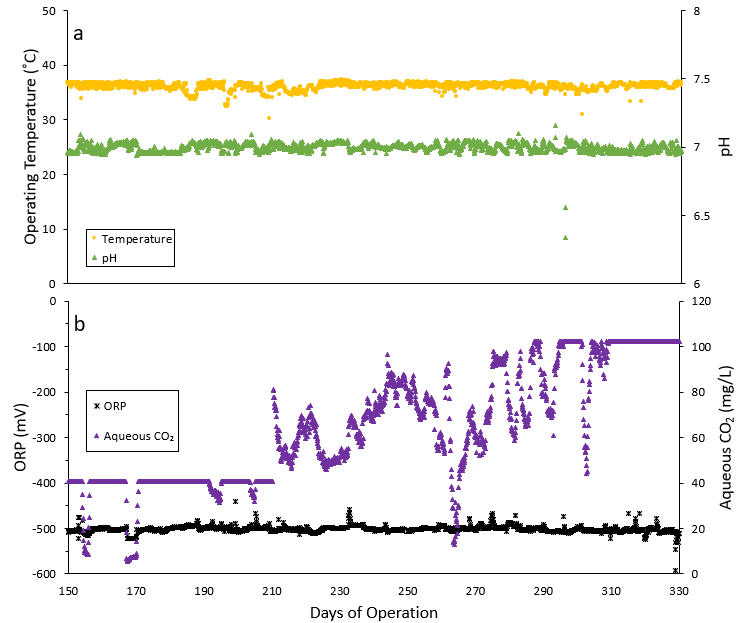 a
50
40
30
20
10
0
Operating Temperature (˚C)
8
7.5
7
6.5
6
pH
Temperature
pH
b
0
-100
-200
-300
-400
-500
-600
ORP (mV)
120
100
80
60
40
20
0
Aqueous CO₂ (mg/L)
ORP
Aqueous CO₂
150 170 190 210 230 250 270 290 310 330
Days of Operation